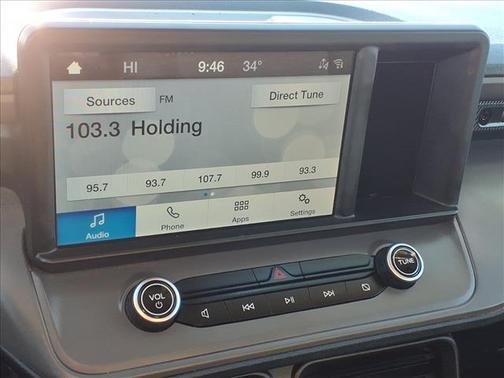 HI 9:46 34°
Sources FM Direct Tune
103.3 Holding
95.7 93.7 107.7 99.9 93.3
Audio Phone Apps Settings
VOL TUNE